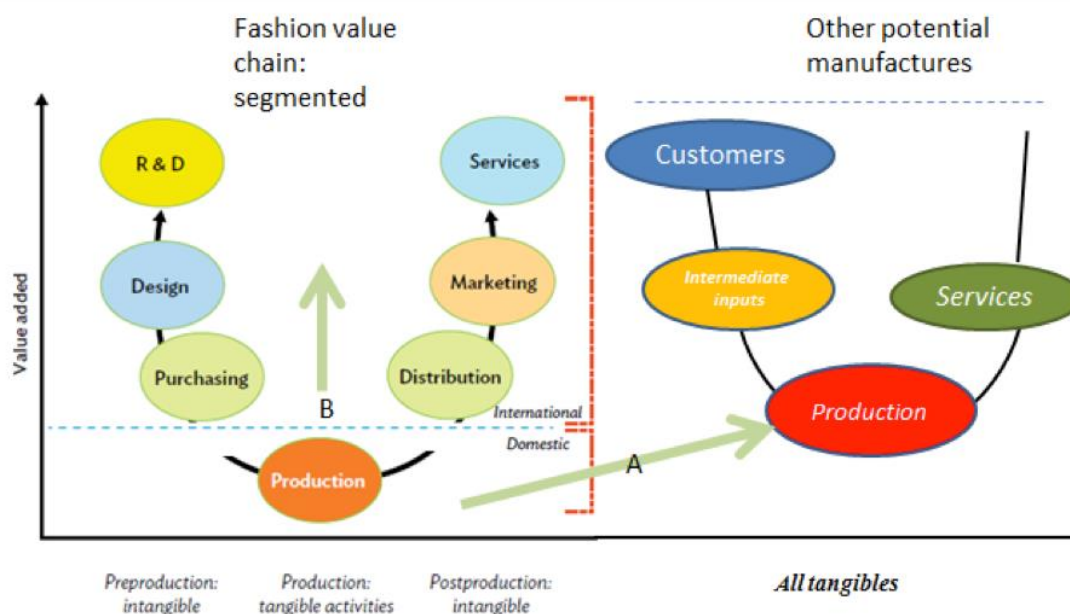 Fashion value
chain:
segmented
Other potential
manufactures
Value added
R & D
Design
Purchasing
Production
Distribution
Marketing
Services
B
International
Domestic
A
Customers
Intermediate
inputs
Services
Production
Preproduction:
intangible
Production:
tangible activities
Postproduction:
intangible
All tangibles